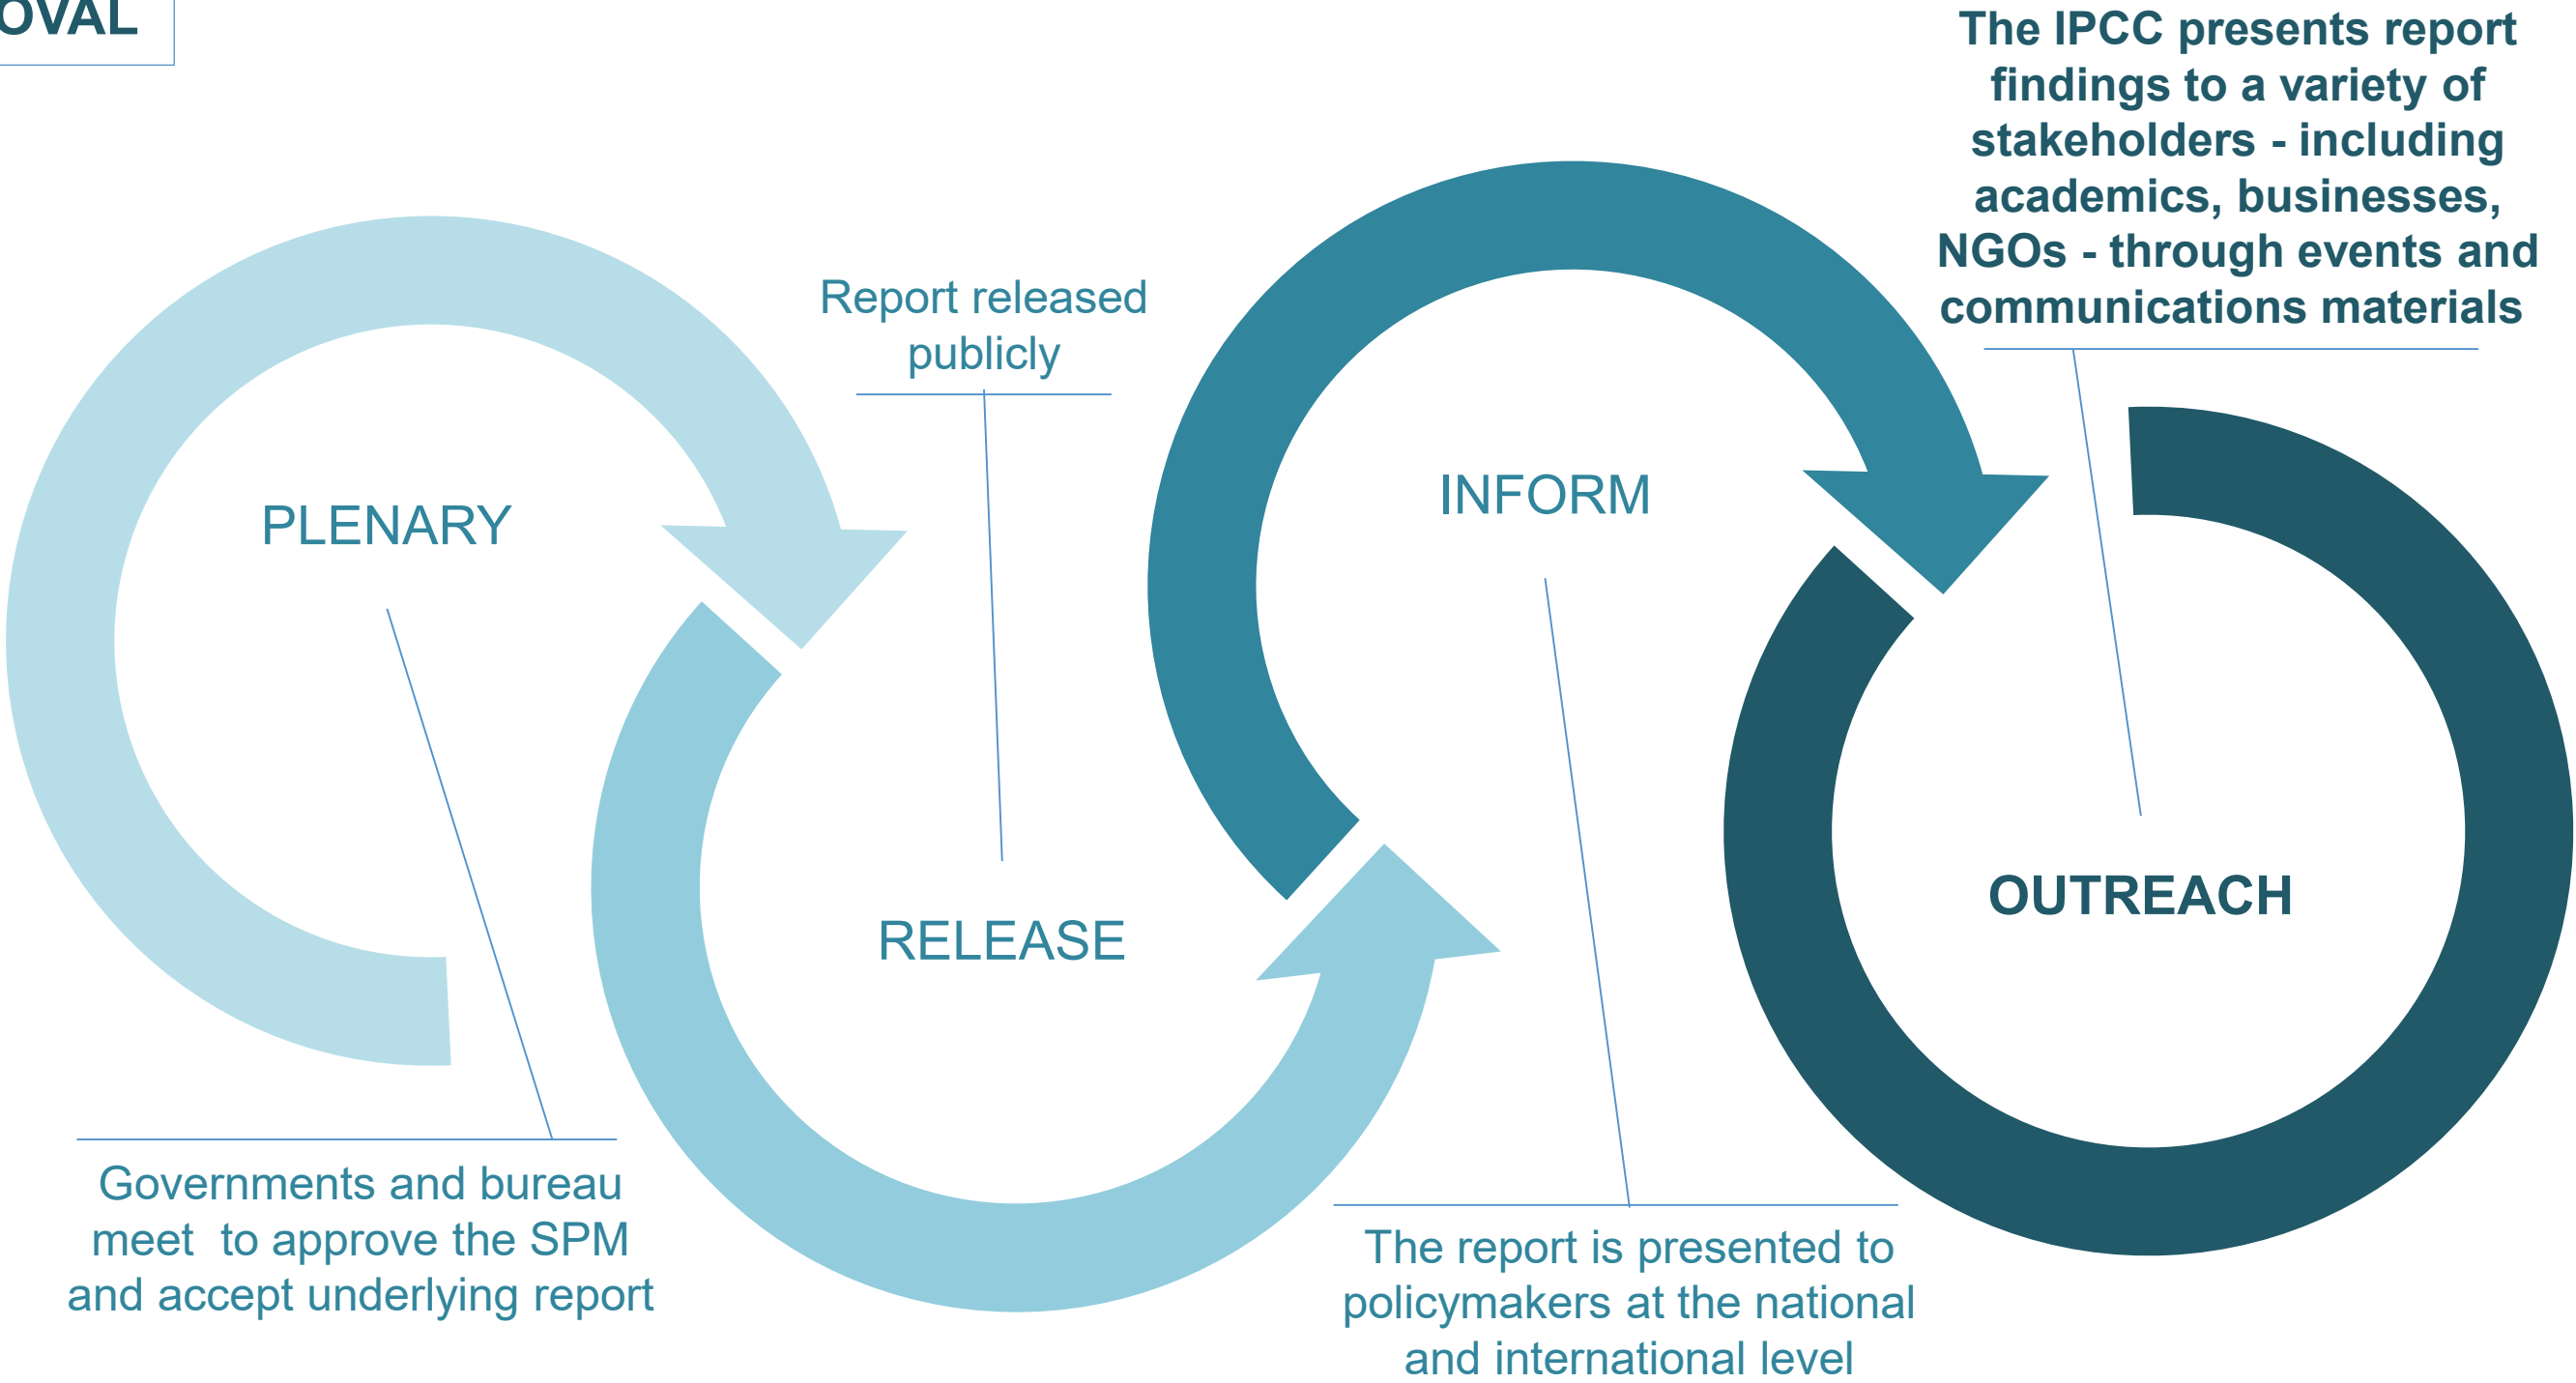 OVAL
The IPCC presents report
findings to a variety of
stakeholders - including
academics, businesses,
NGOs - through events and
communications materials
Report released
publicly
PLENARY
INFORM
RELEASE
OUTREACH
Governments and bureau
meet  to approve the SPM
and accept underlying report
The report is presented to
policymakers at the national
and international level